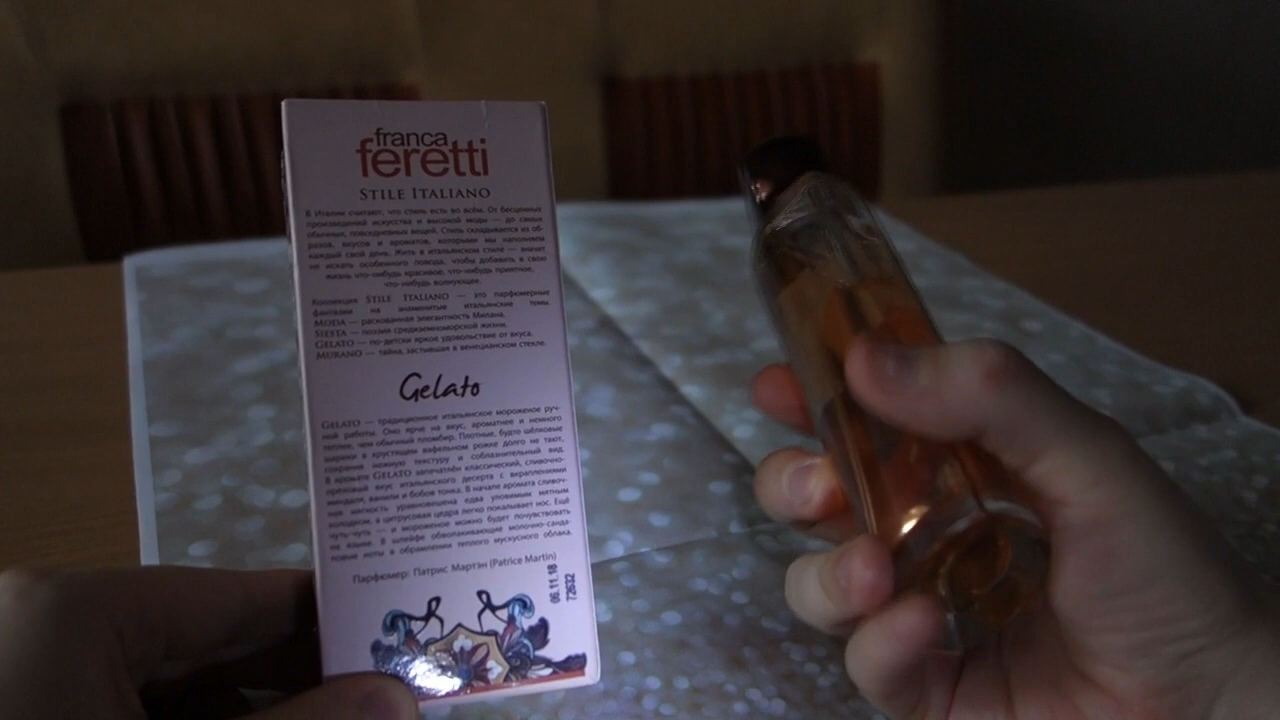 franca
feretti
STILE ITALIANO
В Италии считают, что стиль есть во всём. От бесценных
произведений искусства и высокой моды — до самых
обычных, повседневных вещей. Стиль складывается из об-
разов, вкусов и ароматов, которыми мы наполняем
каждый свой день. Жить в итальянском стиле — значит
не искать особенного повода, чтобы добавить в свою
жизнь что-нибудь красивое, что-нибудь приятное,
что-нибудь волнующее.
Коллекция STILE ITALIANO — это парфюмерные
фантазии на знаменитые итальянские темы.
MODA — раскованная элегантность Милана.
SIESTA — поэзия средиземноморской жизни.
GELATO — по-детски яркое удовольствие от вкуса.
MURANO — тайна, застывшая в венецианском стекле.
Gelato
GELATO — традиционное итальянское мороженое руч-
ной работы. Оно ярче на вкус, ароматнее и немного
теплее, чем обычный пломбир. Плотные, будто шёлковые
шарики в хрустящем вафельном рожке долго не тают,
сохраняя нежную текстуру и соблазнительный вид.
В аромате GELATO запечатлён классический, сливочно-
ореховый вкус итальянского десерта с вкраплениями
миндаля, ванили и бобов тонка. В начале аромата сливоч-
ная мягкость уравновешена едва уловимым мятным
холодком, а цитрусовая цедра легко покалывает нос. Ещё
чуть-чуть — и мороженое можно будет почувствовать
на языке. В шлейфе обволакивающие молочно-санда-
ловые ноты в обрамлении теплого мускусного облака.
Парфюмер: Патрис Мартэн (Patrice Martin)
06.11.18
72632